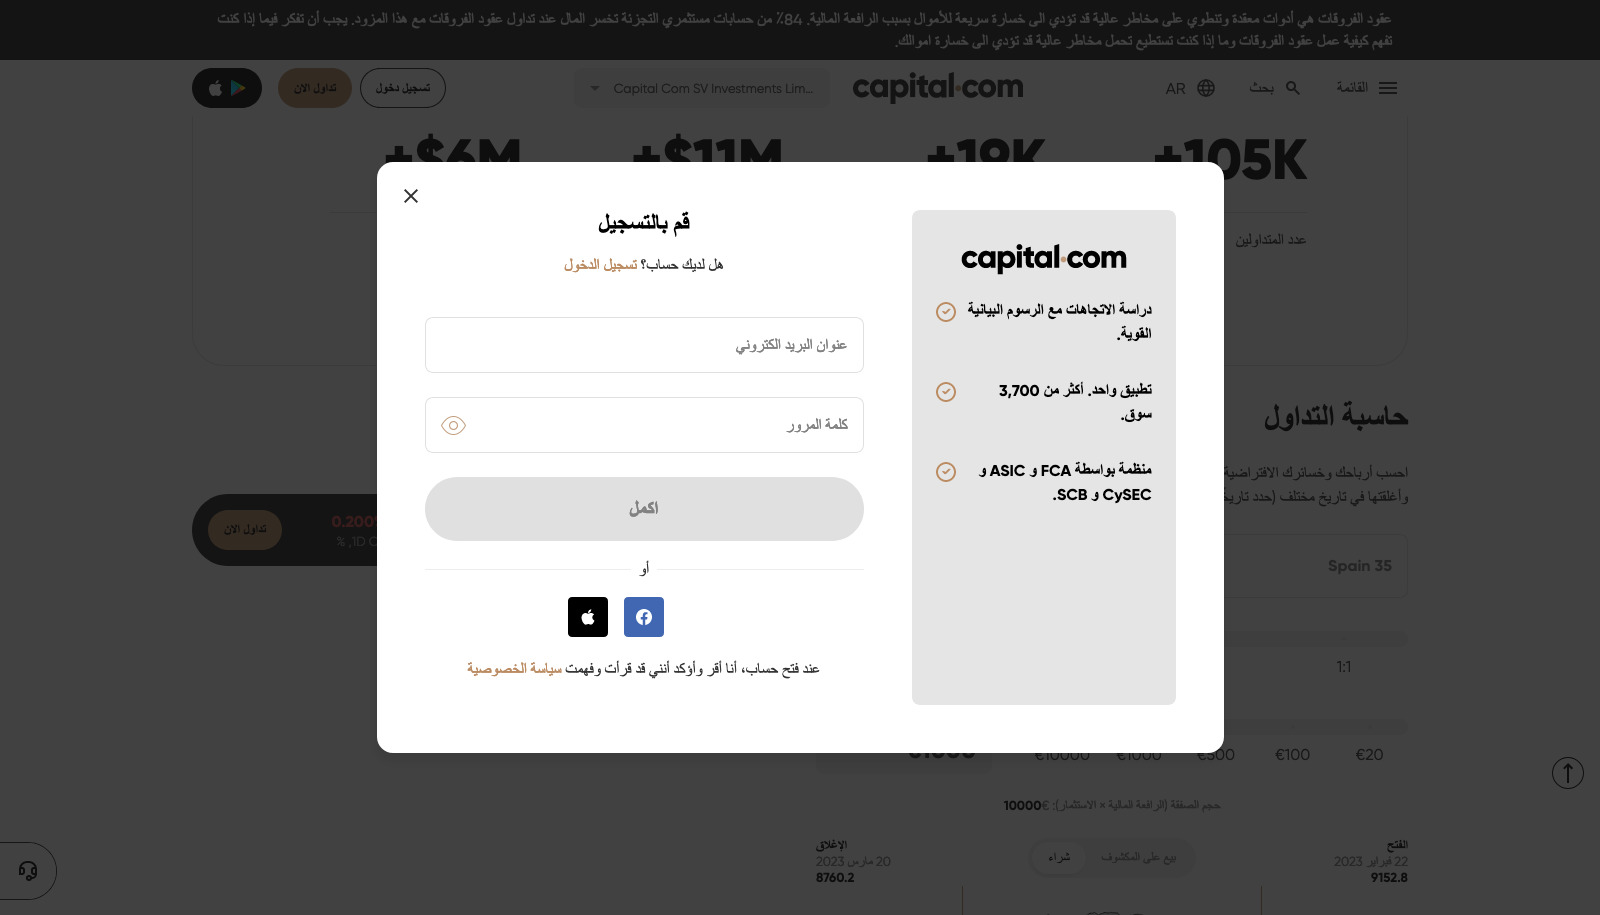 عقود الفروقات هي أدوات معقدة وتنطوي على مخاطر عالية قد تؤدي الى خسارة سريعة للأموال بسبب الرافعة المالية. 84٪ من حسابات مستثمري التجزئة تخسر المال عند تداول عقود الفروقات مع هذا المزود. يجب أن تفكر فيما إذا كنت
تفهم كيفية عمل عقود الفروقات وما إذا كنت تستطيع تحمل مخاطر عالية قد تؤدي الى خسارة اموالك.
القائمة
بحث
AR
capital.com
Capital Com SV Investments Lim...
تسجيل دخول
تداول الان
+105K
+19K
+$11M
+$6M
عدد المتداولين
قم بالتسجيل
هل لديك حساب؟ تسجيل الدخول
عنوان البريد الكتروني
كلمة المرور
اكمل
أو
عند فتح حساب، أنا أقر وأؤكد أنني قد قرأت وفهمت سياسة الخصوصية
capital.com
دراسة الاتجاهات مع الرسوم البيانية
القوية.
تطبيق واحد. أكثر من 3,700
سوق.
منظمة بواسطة FCA و ASIC و
CySEC و SCB.
حاسبة التداول
احسب أرباحك وخسائرك الافتراضية
وأغلقتها في تاريخ مختلف (حدد
Spain 35
1:1
€20
€100
€500
€1000
€10000
حجم الصفقة (الرافعة المالية × الاستثمار): €10000
الفتح
22 فبراير 2023
9152.8
بيع على المكشوف
شراء
الإغلاق
20 مارس 2023
8760.2
تداول الان
0.200